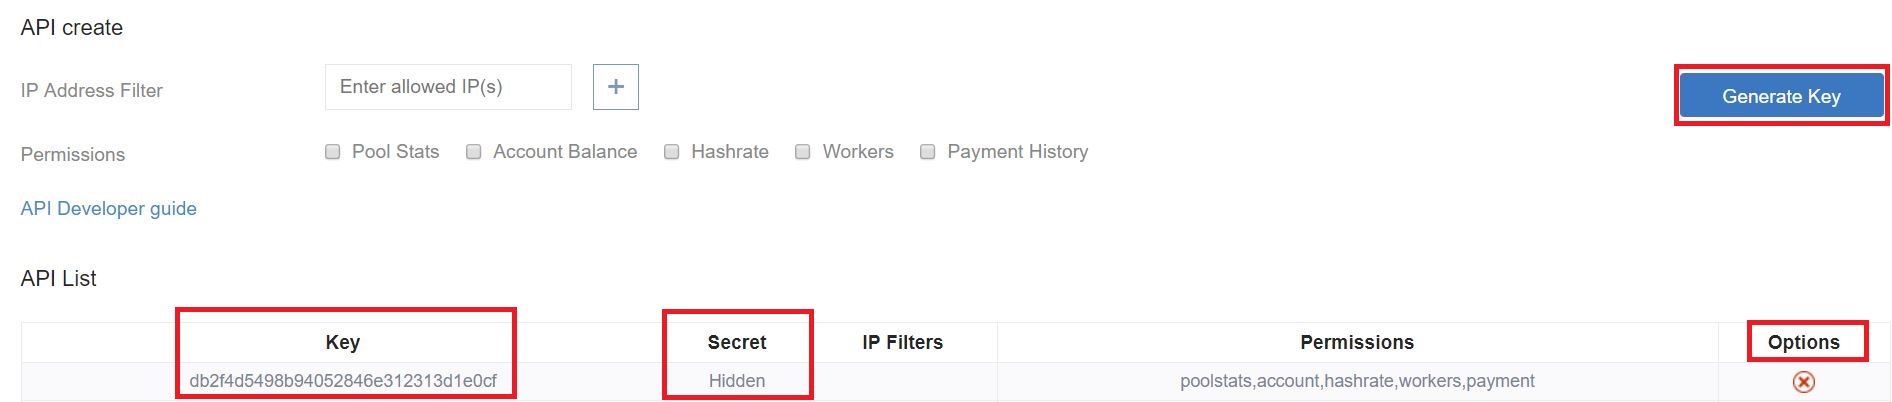 API create
IP Address Filter Enter allowed IP(s) +
Generate Key
Permissions Pool Stats Account Balance Hashrate Workers Payment History
API Developer guide
API List
Key Secret IP Filters Permissions Options
db2f4d5498b94052846e312313d1e0cf Hidden poolstats,account,hashrate,workers,payment